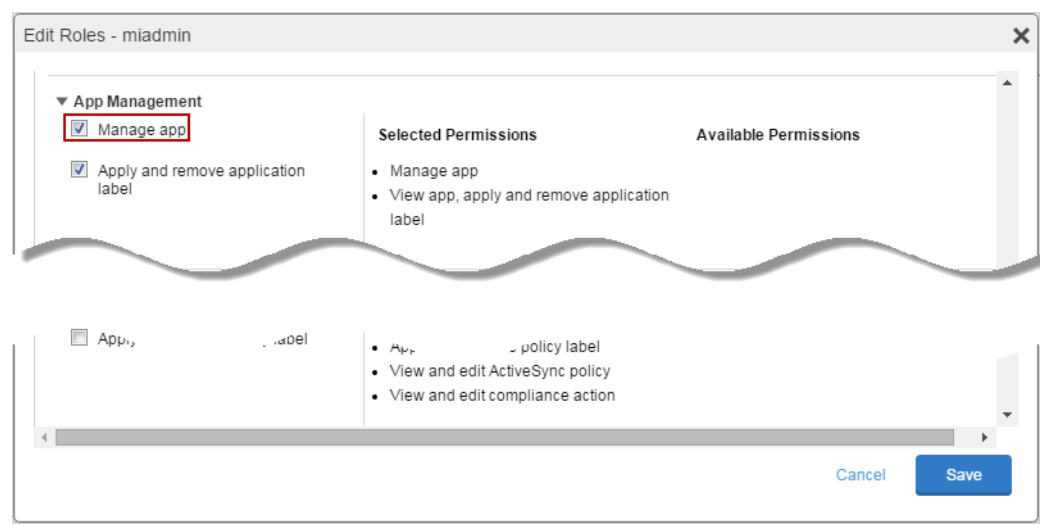 Edit Roles - miadmin
App Management
Manage app
Selected Permissions
Available Permissions
Apply and remove application
label
• Manage app
• View app, apply and remove application
label
label
policy label
• View and edit ActiveSync policy
• View and edit compliance action
Cancel
Save